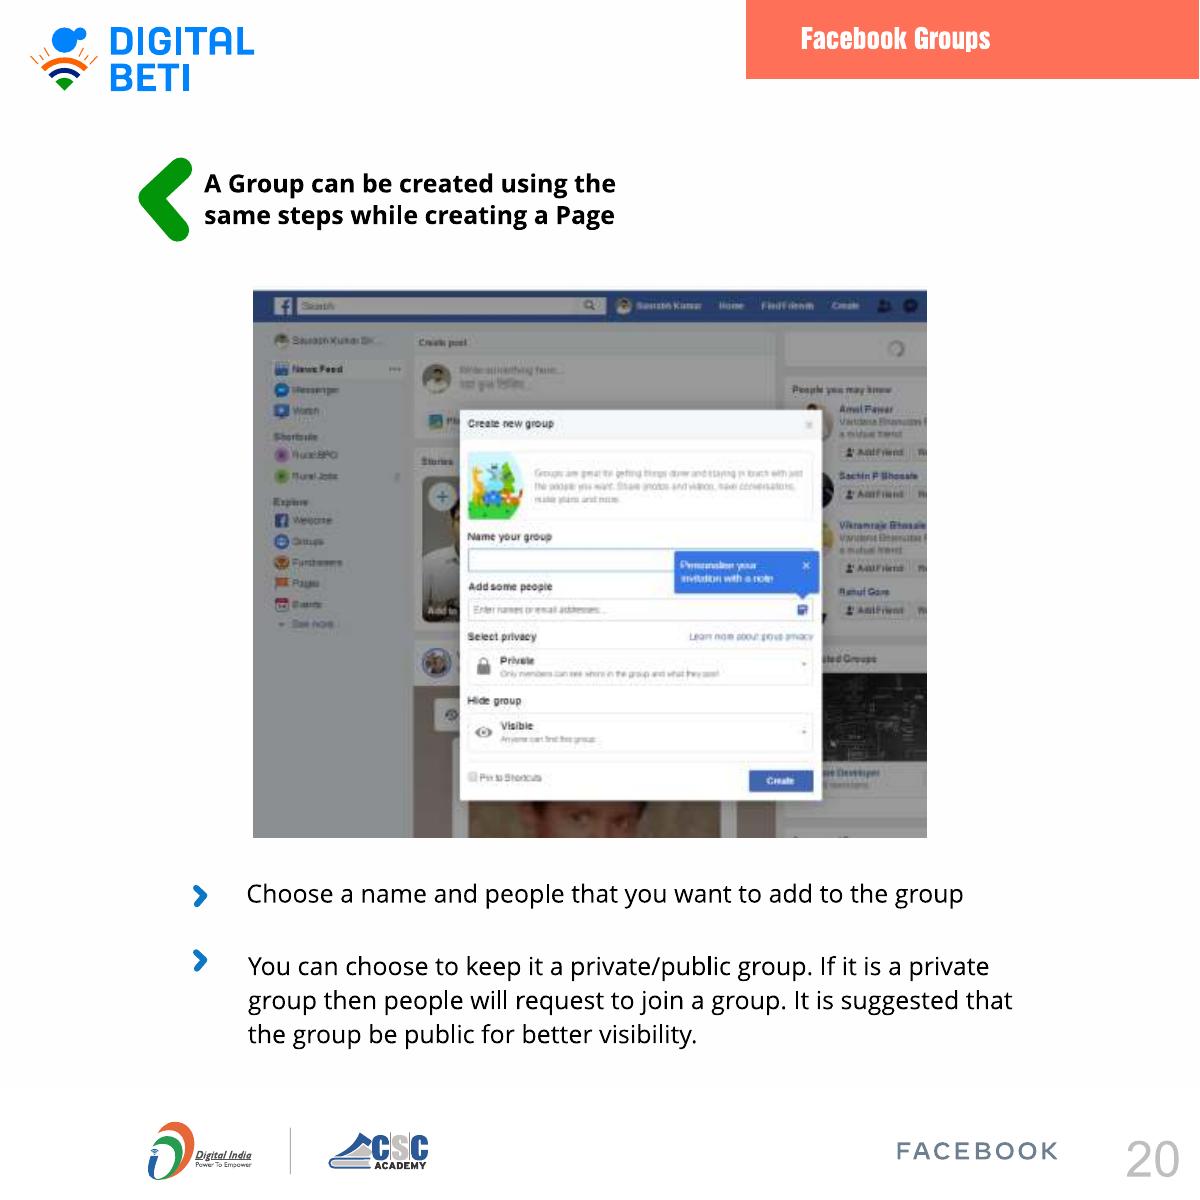 DIGITAL
BETI
Facebook Groups
A Group can be created using the
same steps while creating a Page
Search
Saurabh Kumar
Home
Find Friends
Create
Saurabh Kumar
News Feed
Messenger
Watch
Shortcuts
Rural BPO
Rural Jobs
Explore
Welcome
Groups
Fundraisers
Pages
Events
See more
Create post
Write something here...
Stories
Add to
Create new group
Groups are great for getting things done and staying in touch with just
the people you want. Share photos and videos, have conversations,
make plans and more.
Name your group
Personalise your
invitation with a note
Add some people
Enter names or email addresses...
Select privacy
Learn more about group privacy
Private
Only members can see who's in the group and what they post
Hide group
Visible
Anyone can find this group
Pin to Shortcuts
Create
People you may know
Amol Pawar
a mutual friend
Add Friend
Sachin P Bhosale
Add Friend
Vikramraje Bhosale
a mutual friend
Add Friend
Rahul Gore
Add Friend
Groups
Developer
Choose a name and people that you want to add to the group
You can choose to keep it a private/public group. If it is a private
group then people will request to join a group. It is suggested that
the group be public for better visibility.
Digital India
Power To Empower
CSC
ACADEMY
FACEBOOK
20